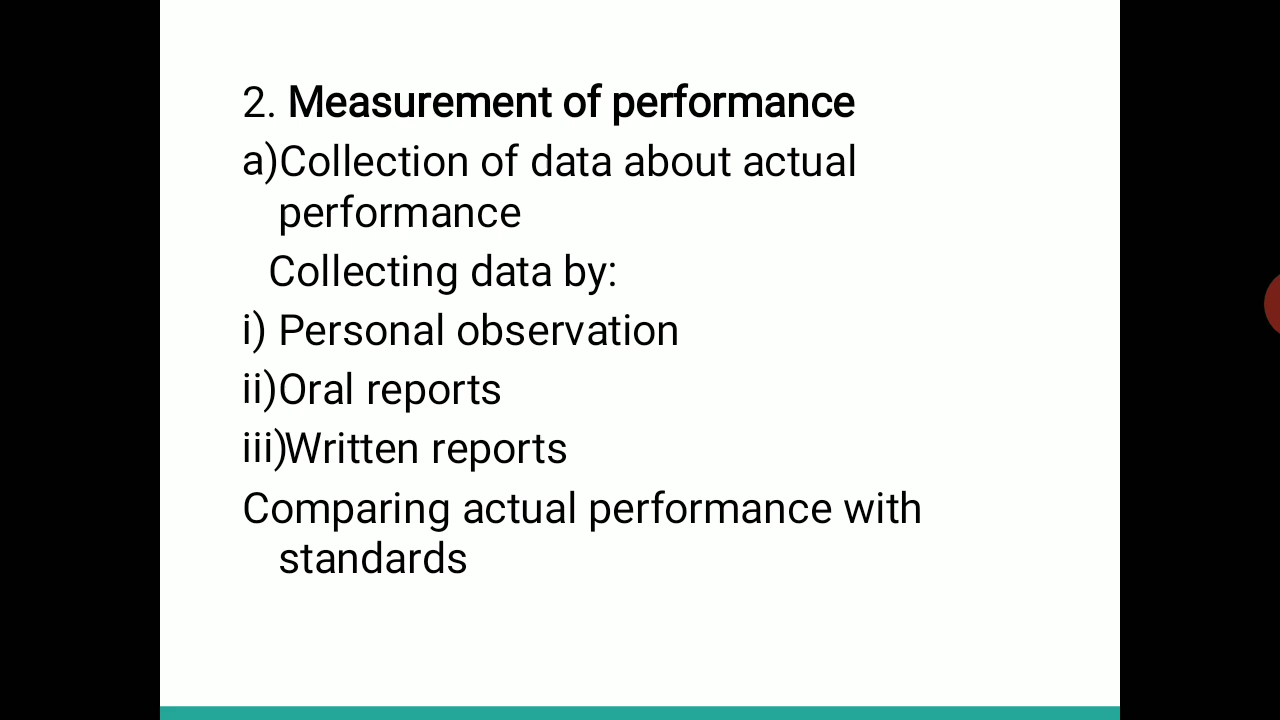 2. Measurement of performance
a)Collection of data about actual
performance
Collecting data by:
i) Personal observation
ii)Oral reports
iii)Written reports
Comparing actual performance with
standards